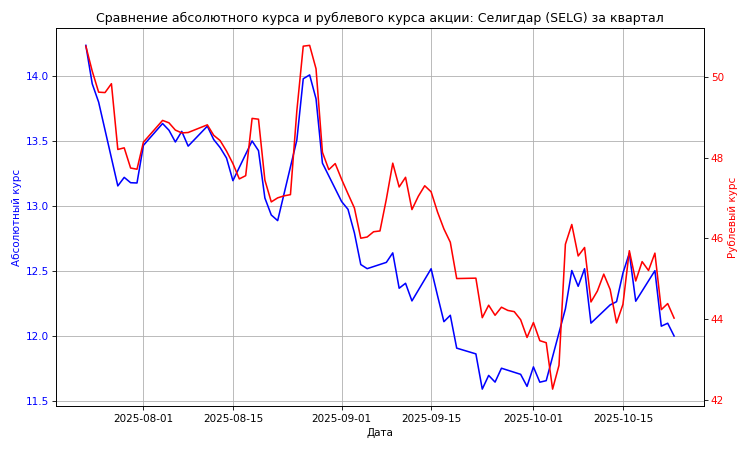 Сравнение абсолютного курса и рублевого курса акции: Селигдар (SELG) за квартал
Абсолютный курс
14.0
13.5
13.0
12.5
12.0
11.5
50
48
46
44
42
Рублевый курс
2025-08-01 2025-08-15 2025-09-01 2025-09-15 2025-10-01 2025-10-15
Дата